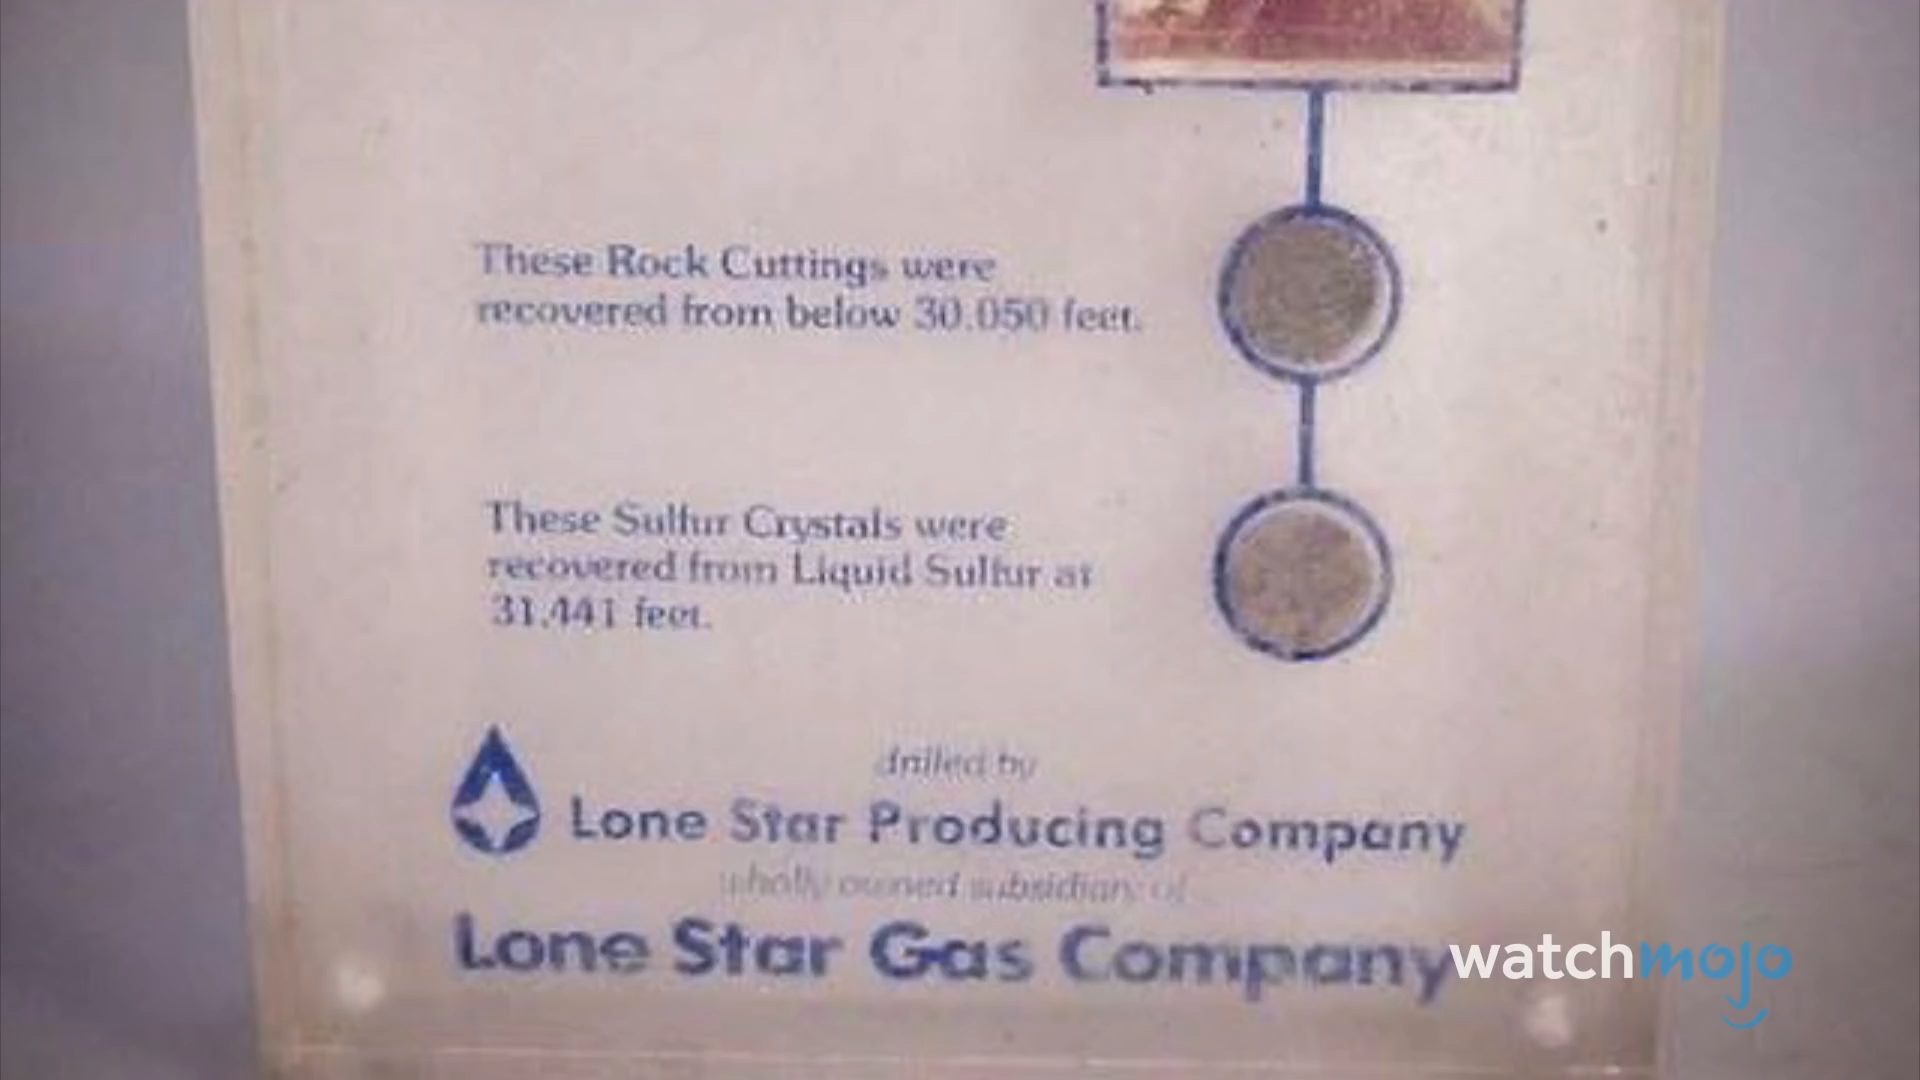 These Rock Cuttings were
recovered from below 30,050 feet.
These Sulfur Crystals were
recovered from Liquid Sulfur at
31,441 feet.
drilled by
Lone Star Producing Company
wholly owned subsidiary of
Lone Star Gas Company
watchmojo